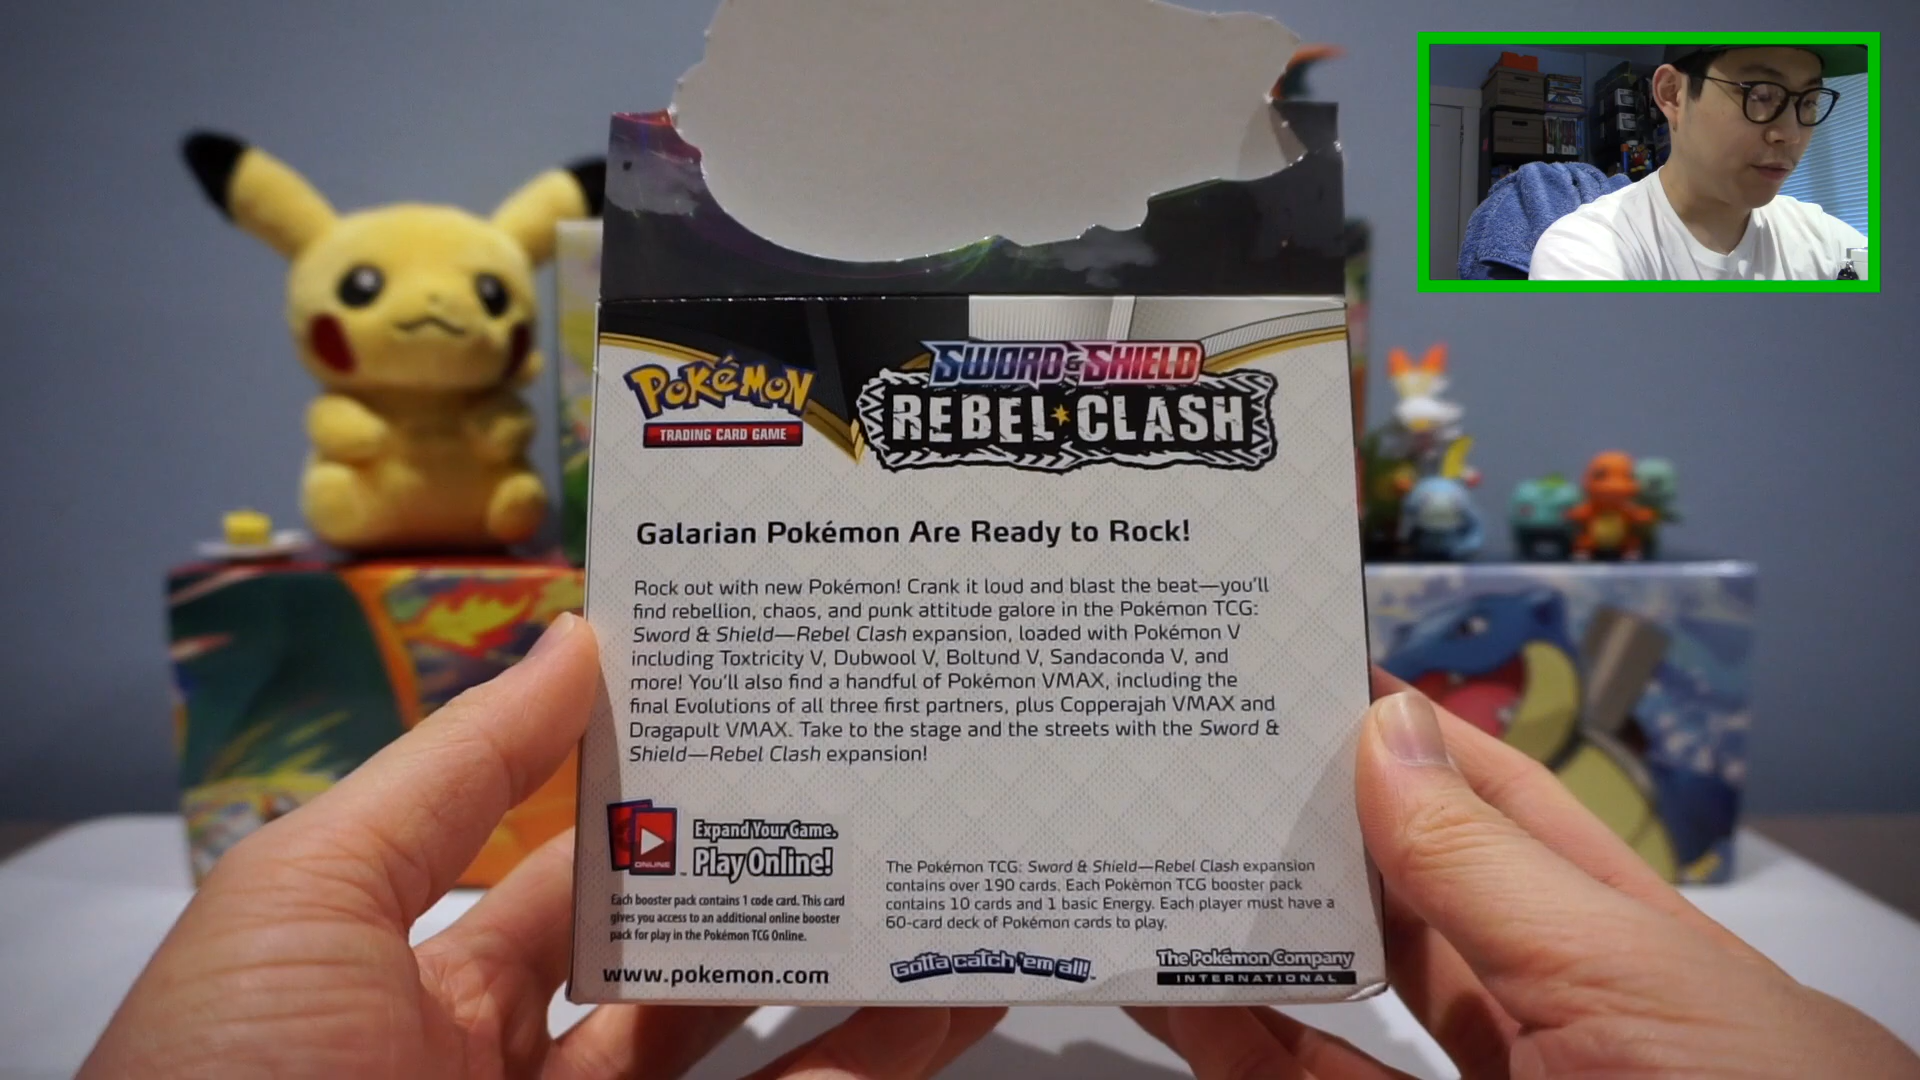 Pokémon
TRADING CARD GAME
SWORD & SHIELD
REBEL CLASH
Galarian Pokémon Are Ready to Rock!
Rock out with new Pokémon! Crank it loud and blast the beat—you'll
find rebellion, chaos, and punk attitude galore in the Pokémon TCG:
Sword & Shield—Rebel Clash expansion, loaded with Pokémon V
including Toxtricity V, Dubwool V, Boltund V, Sandaconda V, and
more! You'll also find a handful of Pokémon VMAX, including the
final Evolutions of all three first partners, plus Copperajah VMAX and
Dragapult VMAX. Take to the stage and the streets with the Sword &
Shield—Rebel Clash expansion!
ONLINE
Expand Your Game.
Play Online!
Each booster pack contains 1 code card. This card
gives you access to an additional online booster
pack for play in the Pokémon TCG Online.
www.pokemon.com
The Pokémon TCG: Sword & Shield—Rebel Clash expansion
contains over 190 cards. Each Pokémon TCG booster pack
contains 10 cards and 1 basic Energy. Each player must have a
60-card deck of Pokémon cards to play.
Gotta catch 'em all!™
The Pokémon Company
INTERNATIONAL